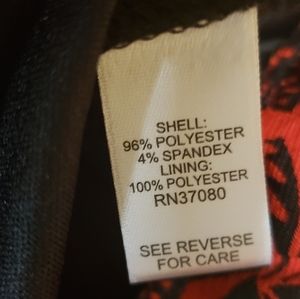 SHELL:
96% POLYESTER
4% SPANDEX
LINING:
100% POLYESTER
RN37080
SEE REVERSE
FOR CARE